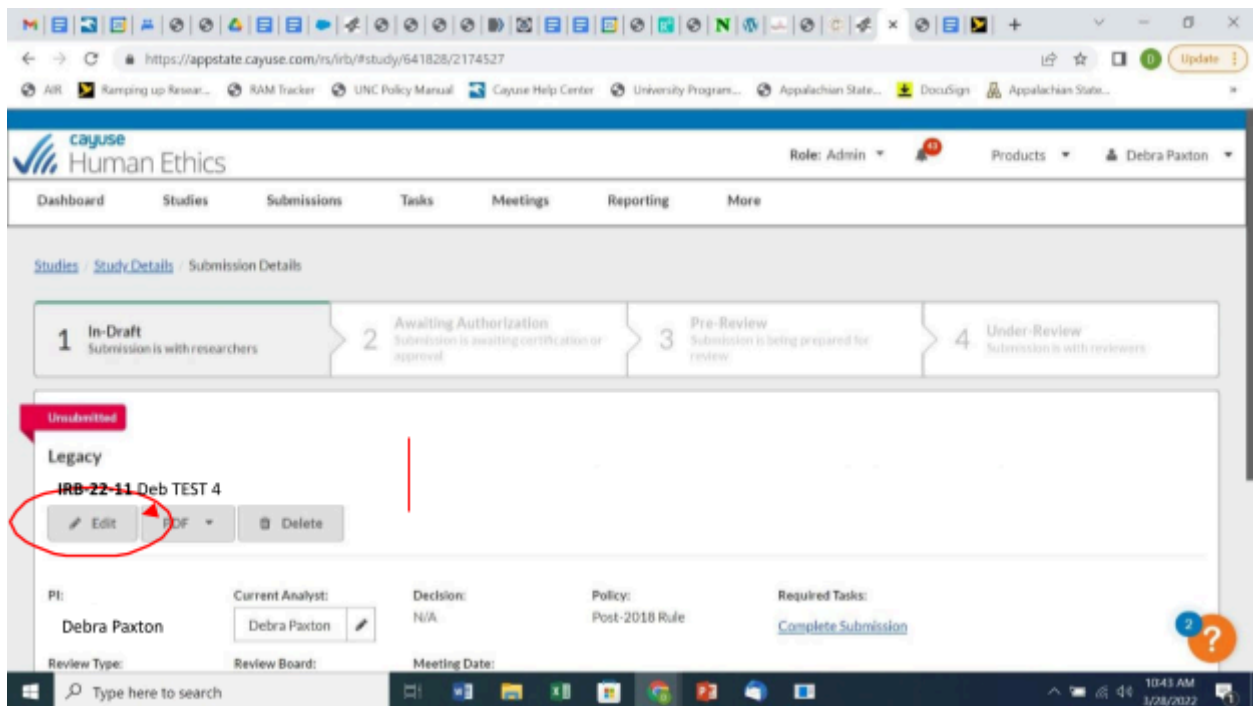 https://appstate.cayuse.com/rs/irb/#study/641828/2174527
Update
AIR
Ramping up Resear...
RAM Tracker
UNC Policy Manual
Cayuse Help Center
University Program...
Appalachian State...
DocuSign
Appalachian State...
»
cayuse
Human Ethics
Role: Admin
43
Products
Debra Paxton
Dashboard Studies Submissions Tasks Meetings Reporting More
Studies / Study Details / Submission Details
1 In-Draft
Submission is with researchers
2 Awaiting Authorization
Submission is awaiting certification or
approval
3 Pre-Review
Submission is being prepared for
review
4 Under-Review
Submission is with reviewers
Unsubmitted
Legacy
IRB-22-11 Deb TEST 4
Edit PDF Delete
PI: Current Analyst: Decision: Policy: Required Tasks:
Debra Paxton Debra Paxton N/A Post-2018 Rule Complete Submission
2
?
Review Type: Review Board: Meeting Date:
Type here to search
10:43 AM
3/28/2022